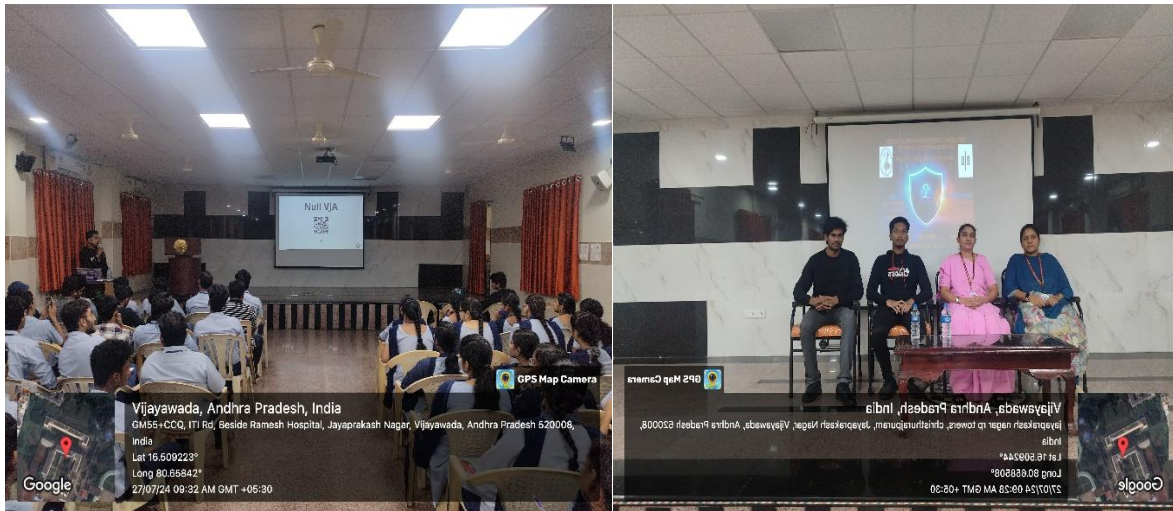 Null VJA
GPS Map Camera
Vijayawada, Andhra Pradesh, India
GM55+CCQ, ITI Rd, Beside Ramesh Hospital, Jayaprakash Nagar, Vijayawada, Andhra Pradesh 520008,
India
Lat 16.509223°
Long 80.65842°
27/07/24 09:32 AM GMT +05:30
Google
GPS Map Camera
Vijayawada, Andhra Pradesh, India
jayaprakash nagar rp towers, christhurajupuram, Jayaprakash Nagar, Vijayawada, Andhra Pradesh 520008,
India
Lat 16.509244°
Long 80.658508°
27/07/24 09:28 AM GMT +05:30
Google